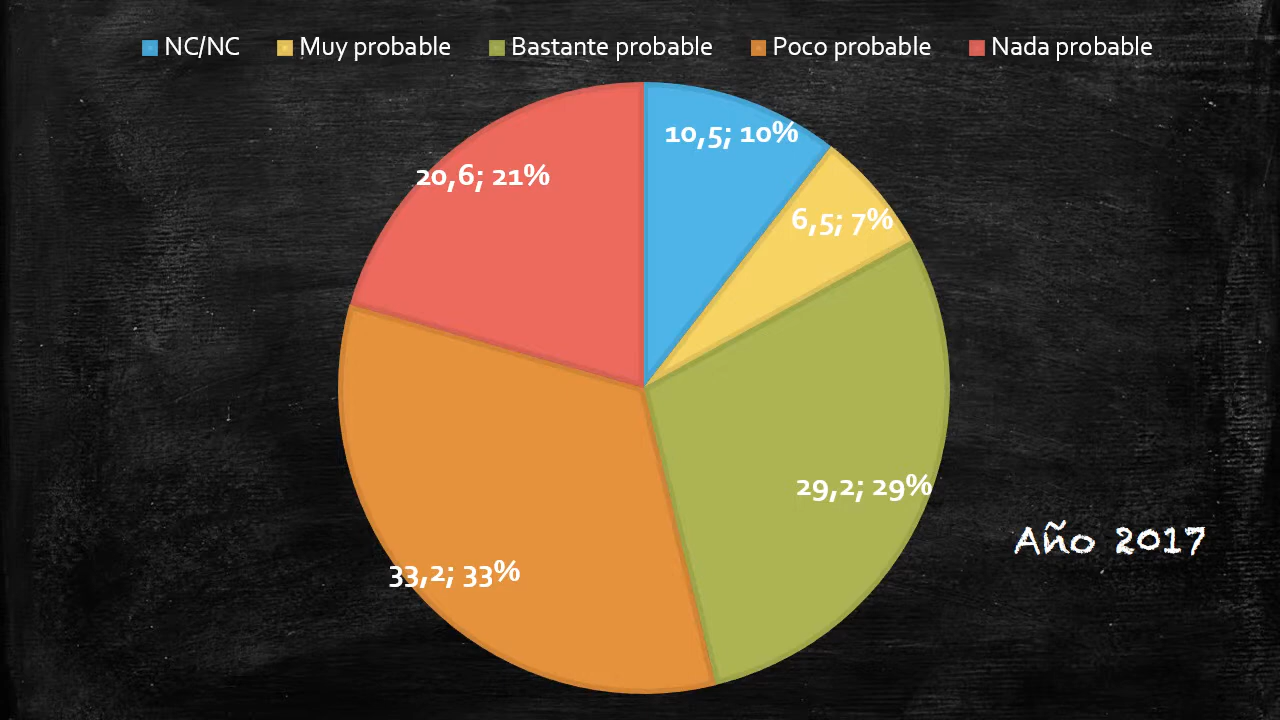 NC/NC Muy probable Bastante probable Poco probable Nada probable
10,5; 10%
20,6; 21%
6,5; 7%
29,2; 29%
Año 2017
33,2; 33%